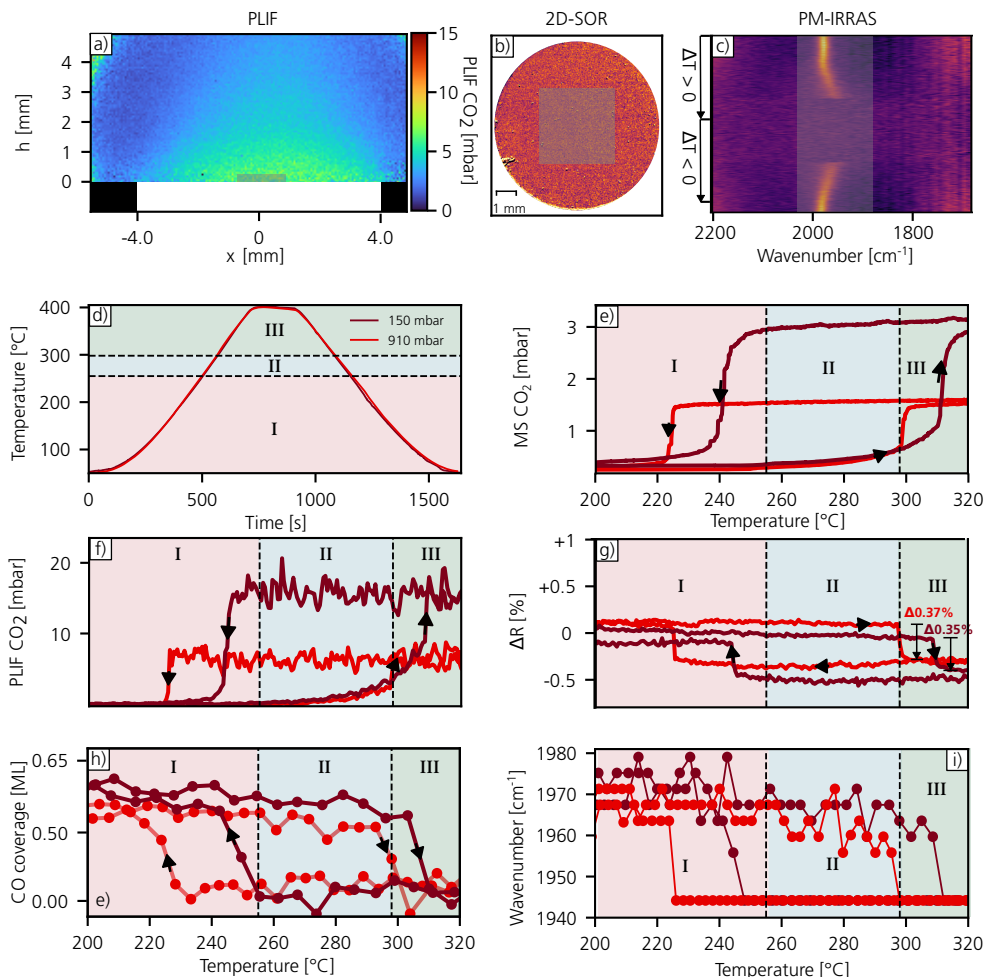 PLIF
2D-SOR
PM-IRRAS
a)
h [mm]
5
4
3
2
1
0
-4.0
0
4.0
x [mm]
15
10
5
0
PLIF CO2 [mbar]
b)
1 mm
c)
ΔT > 0
ΔT < 0
2200
2000
1800
Wavenumber [cm-1]
d)
Temperature [°C]
400
300
200
100
0
500
1000
1500
Time [s]
150 mbar
910 mbar
III
II
I
e)
MS CO2 [mbar]
3
2
1
I
II
III
200
220
240
260
280
300
320
Temperature [°C]
f)
PLIF CO2 [mbar]
20
10
I
II
III
g)
ΔR [%]
+1
+0.5
0
-0.5
I
II
III
Δ0.37%
Δ0.35%
h)
CO coverage [ML]
0.65
0.50
0.00
e)
I
II
III
200
220
240
260
280
300
320
Temperature [°C]
i)
Wavenumber [cm-1]
1980
1970
1960
1950
1940
I
II
III
200
220
240
260
280
300
320
Temperature [°C]